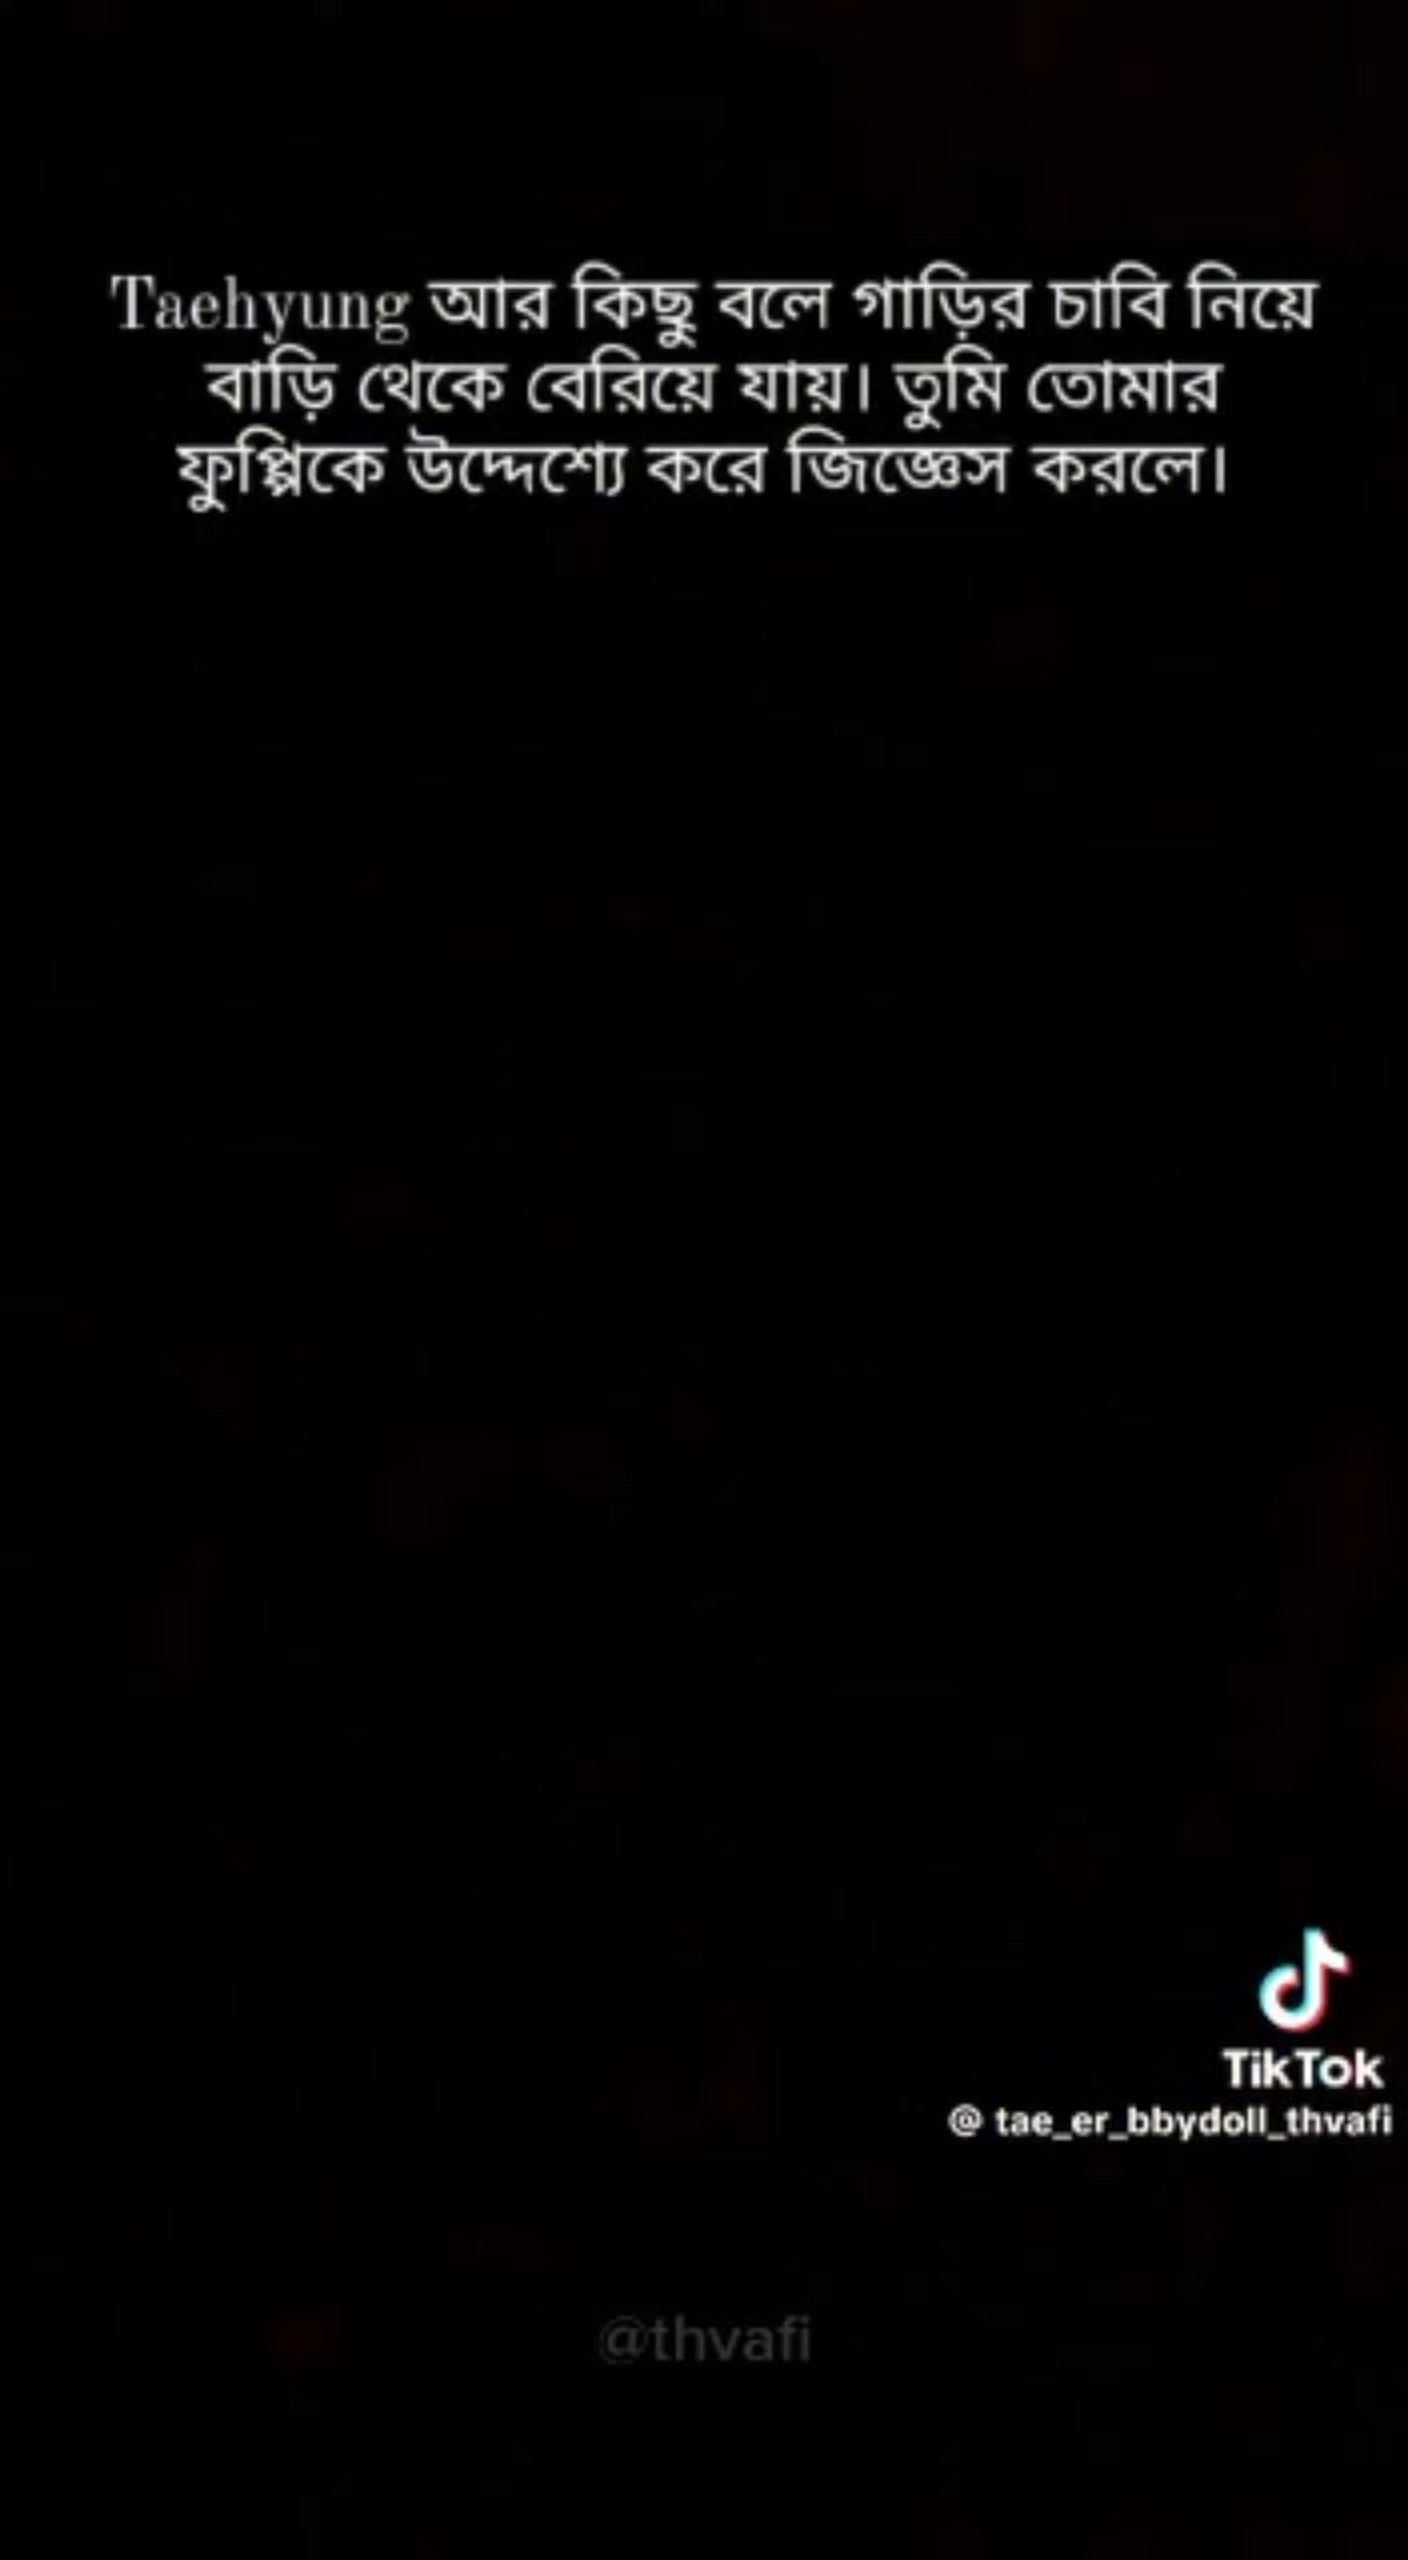 Taehyung আর কিছু বলে গাড়ির চাবি নিয়ে
বাড়ি থেকে বেরিয়ে যায়। তুমি তোমার
ফুপ্পিকে উদ্দেশ্যে করে জিজ্ঞেস করলে।
TikTok
@ tae_er_bbydoll_thvafi
@thvafi